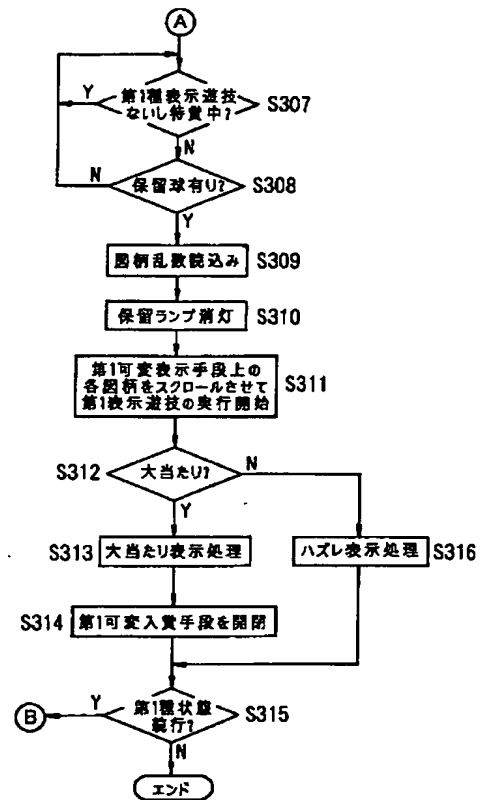 A
第1種表示遊技
ないし特賞中?
Y
S307
N
保留球有り?
N
S308
Y
図柄乱数読込み
S309
保留ランプ消灯
S310
第1可変表示手段上の
各図柄をスクロールさせて
第1表示遊技の実行開始
S311
S312
大当たり?
N
Y
S313
大当たり表示処理
ハズレ表示処理
S316
S314
第1可変入賞手段を開閉
B
Y
第1種状態
続行?
S315
N
エンド